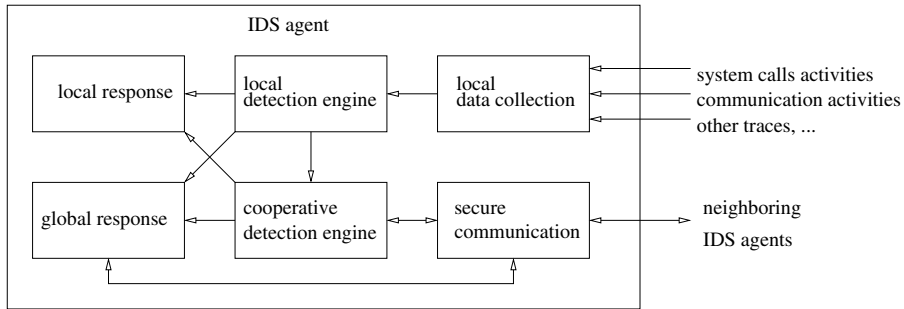 IDS agent
local response
local
detection engine
local
data collection
system calls activities
communication activities
other traces, ...
global response
cooperative
detection engine
secure
communication
neighboring
IDS agents